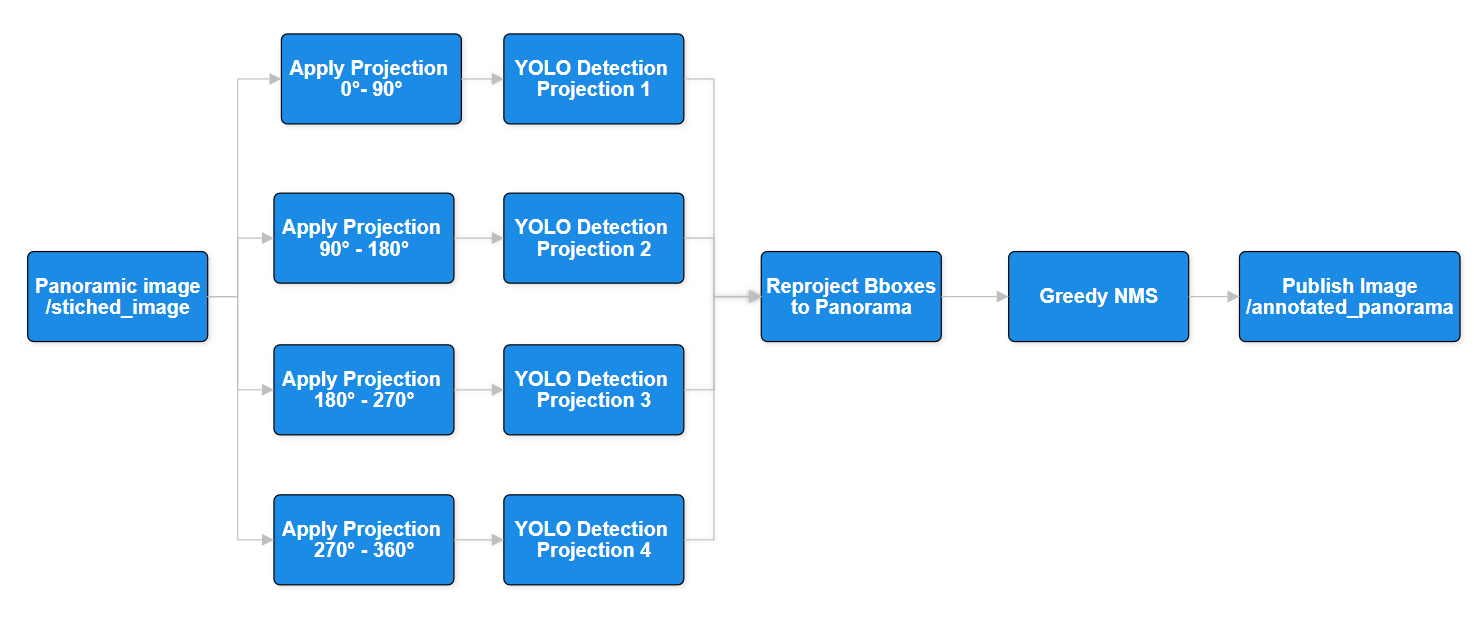 Panoramic image
/stiched_image
Apply Projection
0°- 90°
YOLO Detection
Projection 1
Apply Projection
90° - 180°
YOLO Detection
Projection 2
Apply Projection
180° - 270°
YOLO Detection
Projection 3
Apply Projection
270° - 360°
YOLO Detection
Projection 4
Reproject Bboxes
to Panorama
Greedy NMS
Publish Image
/annotated_panorama